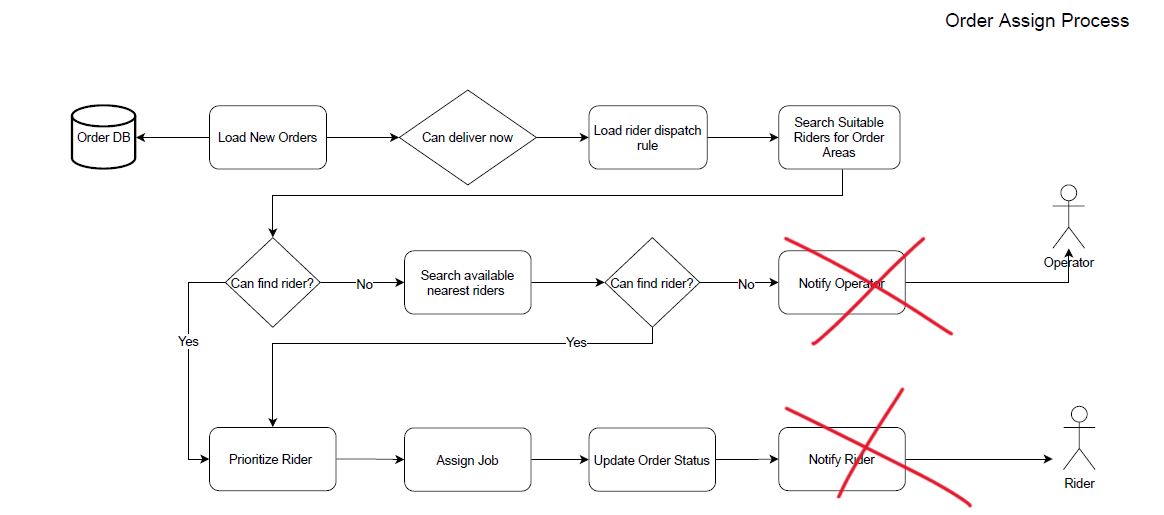 Order Assign Process
Order DB
Load New Orders
Can deliver now
Load rider dispatch
rule
Search Suitable
Riders for Order
Areas
Can find rider?
No
Search available
nearest riders
Can find rider?
No
Notify Operator
Operator
Yes
Yes
Prioritize Rider
Assign Job
Update Order Status
Notify Rider
Rider